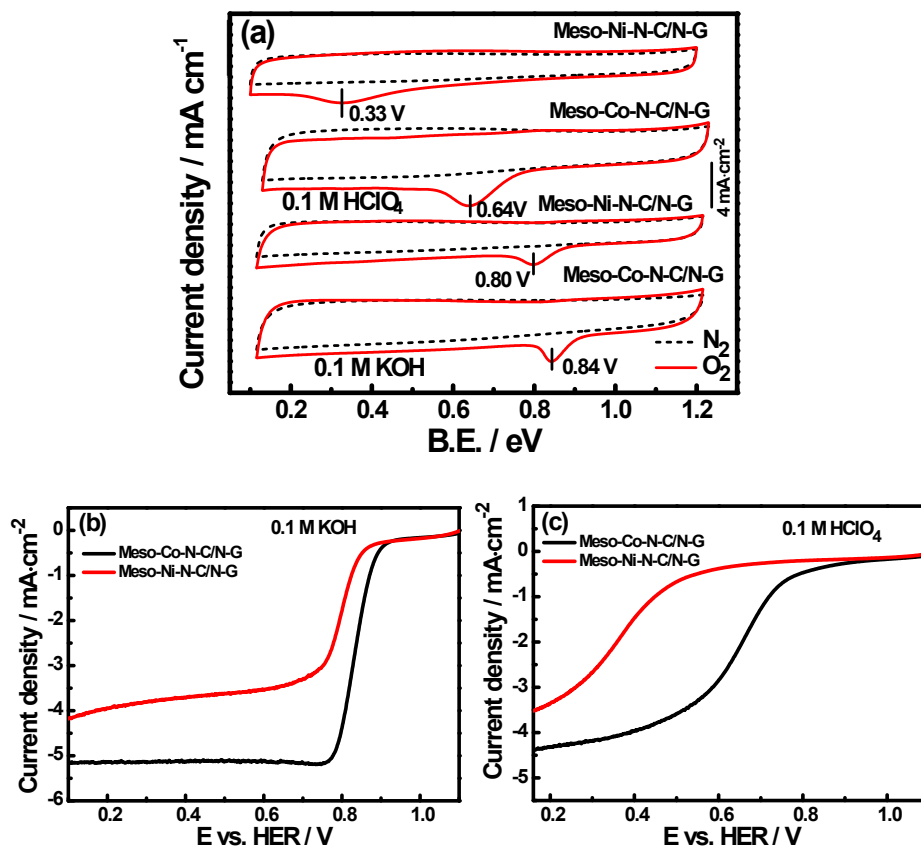 (a)
Meso-Ni-N-C/N-G
0.33 V
Meso-Co-N-C/N-G
4 mA·cm-2
0.1 M HClO4
0.64V
Meso-Ni-N-C/N-G
0.80 V
Meso-Co-N-C/N-G
N2
O2
0.1 M KOH
0.84 V
Current density / mA cm-1
0.2 0.4 0.6 0.8 1.0 1.2
B.E. / eV
(b)
0.1 M KOH
Meso-Co-N-C/N-G
Meso-Ni-N-C/N-G
Current density / mA·cm-2
0
-1
-2
-3
-4
-5
-6
0.2 0.4 0.6 0.8 1.0
E vs. HER / V
(c)
0.1 M HClO4
Meso-Co-N-C/N-G
Meso-Ni-N-C/N-G
Current density / mA·cm-2
1
0
-1
-2
-3
-4
-5
0.2 0.4 0.6 0.8 1.0
E vs. HER / V